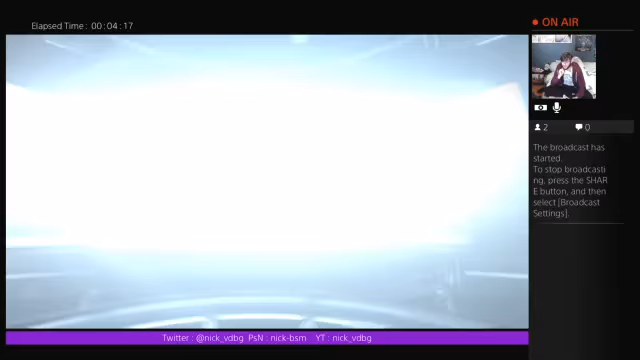 Elapsed Time : 00:04:17
ON AIR
2
0
The broadcast has
started.
To stop broadcasti
ng, press the SHAR
E button, and then
select [Broadcast
Settings].
Twitter : @nick_vdbg PsN : nick-bsm YT : nick_vdbg